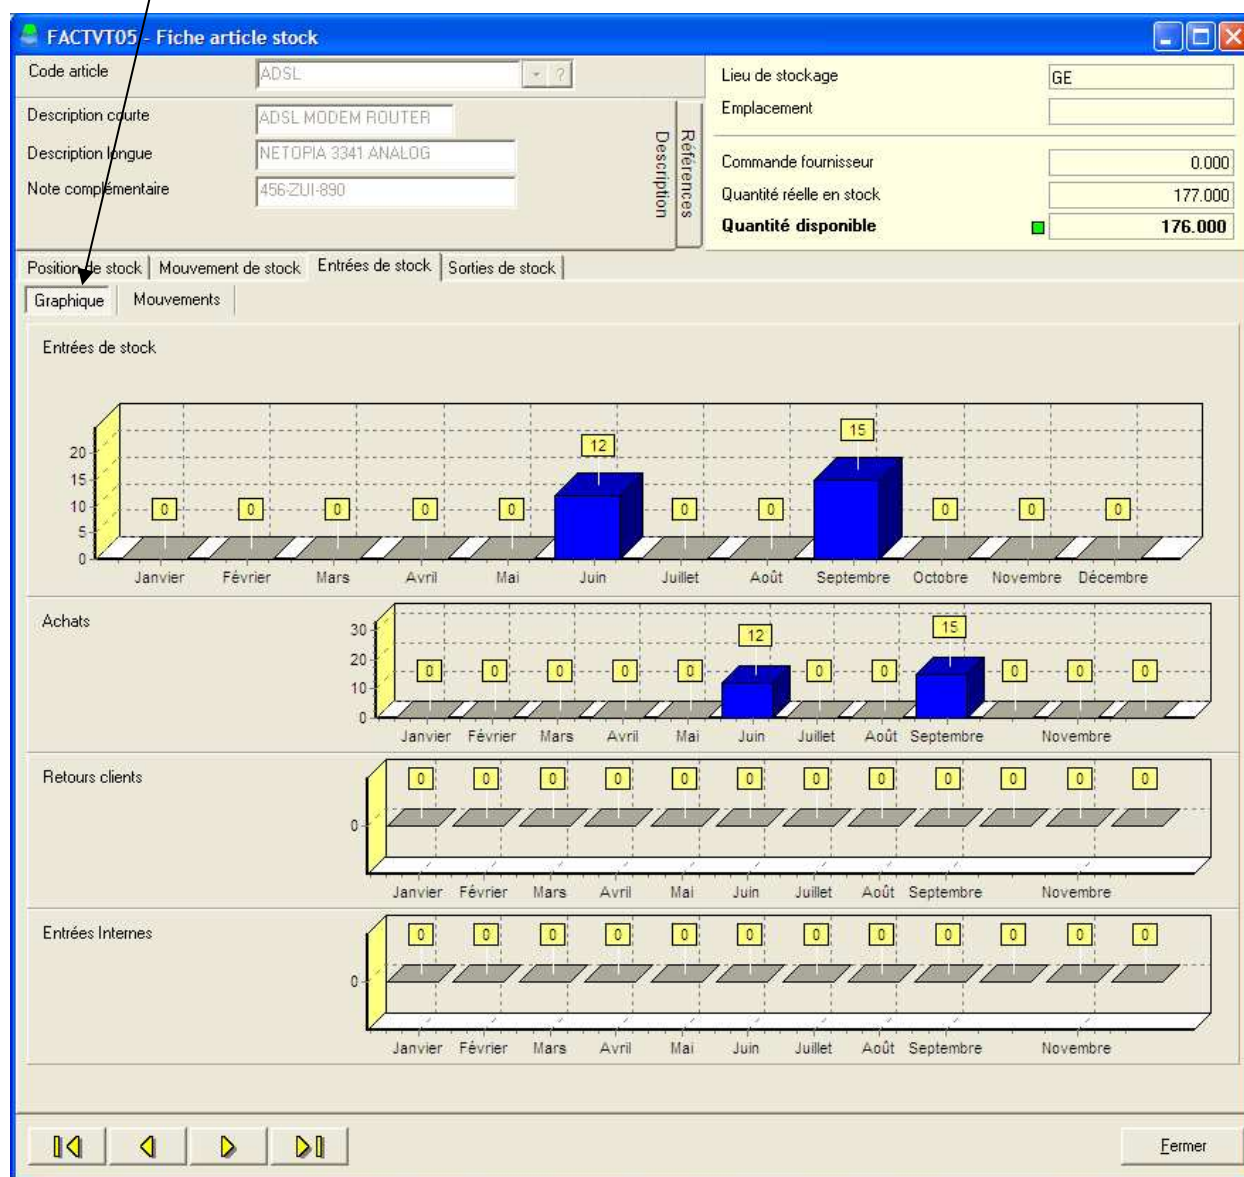 FACTVT05 - Fiche article stock
Code article ADSL ?
Description courte ADSL MODEM ROUTER
Description longue NETOPIA 3341 ANALOG
Note complémentaire 456-ZUI-890
Description
Références
Lieu de stockage GE
Emplacement
Commande fournisseur 0.000
Quantité réelle en stock 177.000
Quantité disponible 176.000
Position de stock Mouvement de stock Entrées de stock Sorties de stock
Graphique Mouvements
Entrées de stock
20
15
10
5
0
0 0 0 0 0 12 0 0 15 0 0 0
Janvier Février Mars Avril Mai Juin Juillet Août Septembre Octobre Novembre Décembre
Achats
30
20
10
0
0 0 0 0 0 12 0 0 15 0 0 0
Janvier Février Mars Avril Mai Juin Juillet Août Septembre Novembre
Retours clients
0 0 0 0 0 0 0 0 0 0 0 0
0
Janvier Février Mars Avril Mai Juin Juillet Août Septembre Novembre
Entrées Internes
0 0 0 0 0 0 0 0 0 0 0 0
0
Janvier Février Mars Avril Mai Juin Juillet Août Septembre Novembre
Fermer